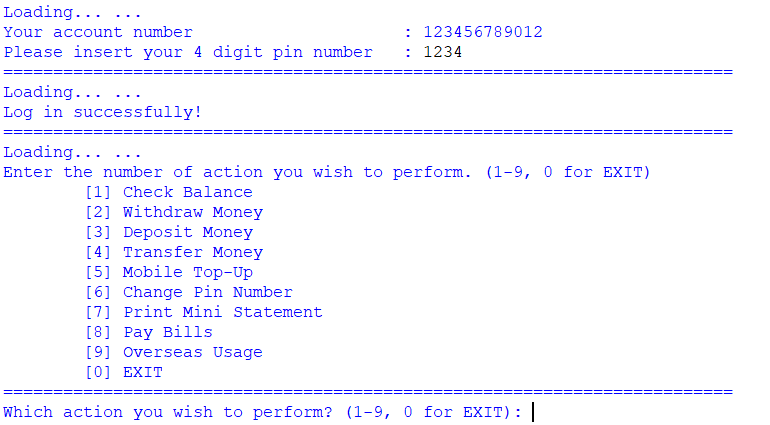 Loading... ...
Your account number                     : 123456789012
Please insert your 4 digit pin number   : 1234
=========================================================================
Loading... ...
Log in successfully!
=========================================================================
Loading... ...
Enter the number of action you wish to perform. (1-9, 0 for EXIT)
        [1] Check Balance
        [2] Withdraw Money
        [3] Deposit Money
        [4] Transfer Money
        [5] Mobile Top-Up
        [6] Change Pin Number
        [7] Print Mini Statement
        [8] Pay Bills
        [9] Overseas Usage
        [0] EXIT
=========================================================================
Which action you wish to perform? (1-9, 0 for EXIT):